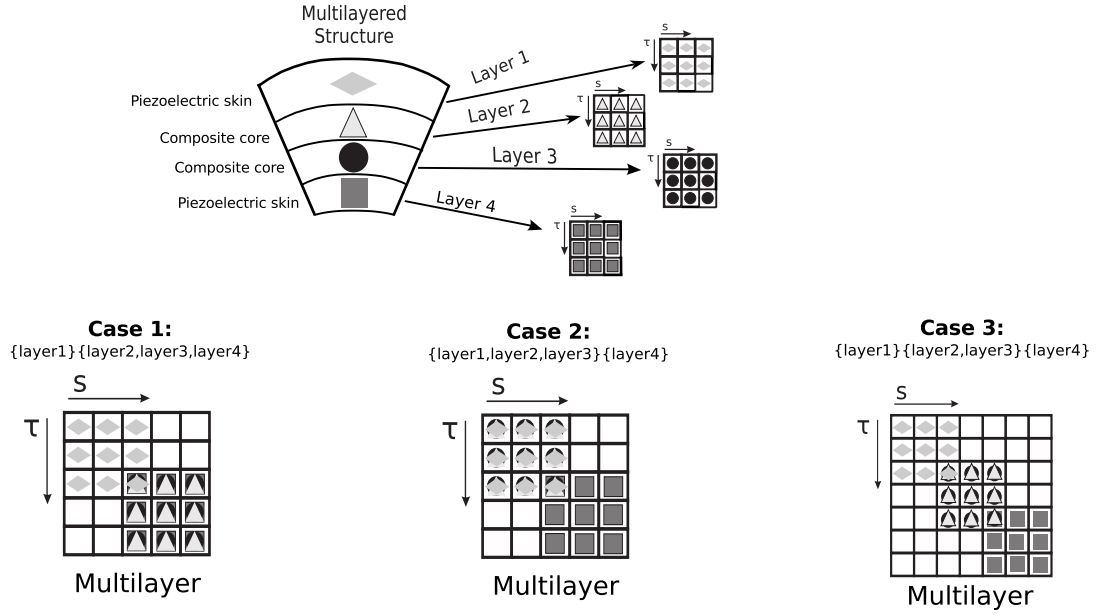 Multilayered
Structure
Piezoelectric skin
Composite core
Composite core
Piezoelectric skin
Layer 1
S
τ
Layer 2
S
τ
Layer 3
S
τ
Layer 4
S
τ
Case 1:
{layer1}{layer2,layer3,layer4}
S
τ
Multilayer
Case 2:
{layer1,layer2,layer3}{layer4}
S
τ
Multilayer
Case 3:
{layer1}{layer2,layer3}{layer4}
S
τ
Multilayer